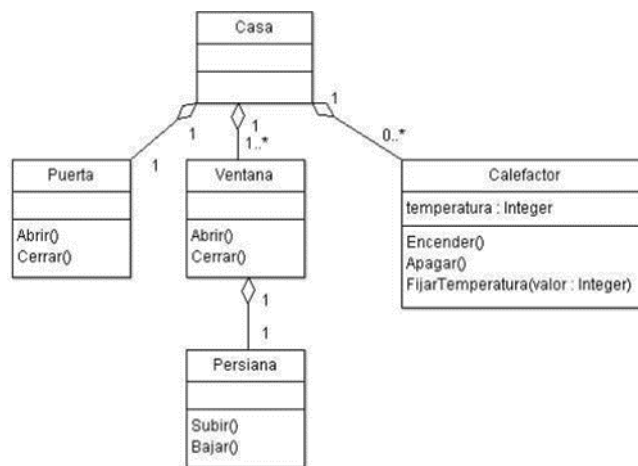 Casa
1
1
1
1
1..*
0..*
Puerta
Abrir()
Cerrar()
Ventana
Abrir()
Cerrar()
Calefactor
temperatura : Integer
Encender()
Apagar()
FijarTemperatura(valor : Integer)
1
1
Persiana
Subir()
Bajar()